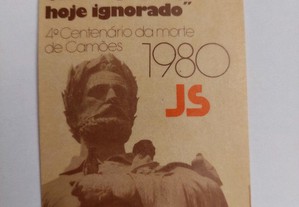 hoje ignorado"
4º Centenário da morte
de Camões
1980
JS